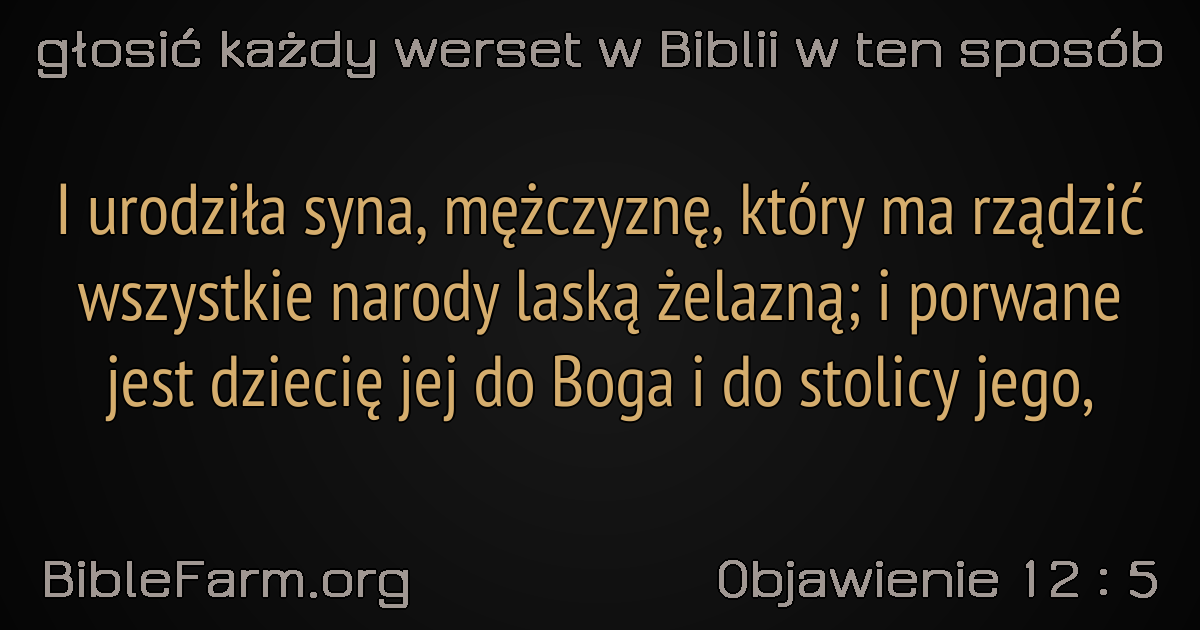 głosić każdy werset w Biblii w ten sposób
I urodziła syna, mężczyznę, który ma rządzić
wszystkie narody laską żelazną; i porwane
jest dziecię jej do Boga i do stolicy jego,
BibleFarm.org
Objawienie 12 : 5